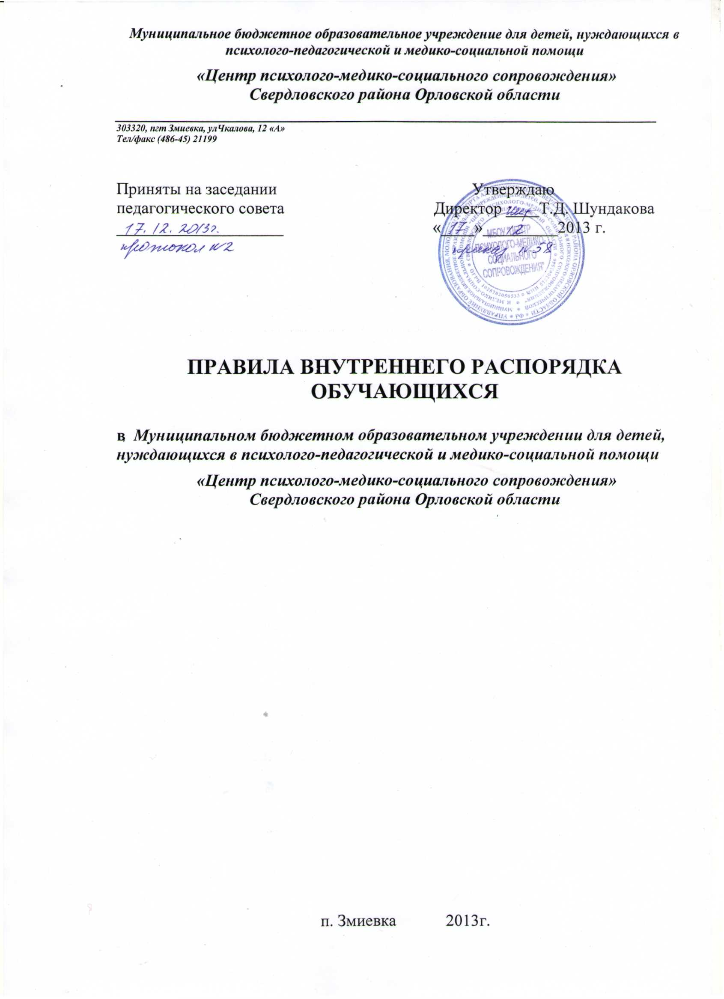 Муниципальное бюджетное образовательное учреждение для детей, нуждающихся в
психолого-педагогической и медико-социальной помощи
«Центр психолого-медико-социального сопровождения»
Свердловского района Орловской области
303320, пгт Змиевка, ул Чкалова, 12 «А»
Тел/факс (486-45) 21199
Приняты на заседании
педагогического совета
17.12.2013г.
протокол №2
Утверждаю
Директор Т.Д. Шундакова
«17» 12 2013 г.
приказ № 58
МБОУ "ЦЕНТР
ПСИХОЛОГО-МЕДИКО-
СОЦИАЛЬНОГО
СОПРОВОЖДЕНИЯ"
ПРАВИЛА ВНУТРЕННЕГО РАСПОРЯДКА
ОБУЧАЮЩИХСЯ
в Муниципальном бюджетном образовательном учреждении для детей,
нуждающихся в психолого-педагогической и медико-социальной помощи
«Центр психолого-медико-социального сопровождения»
Свердловского района Орловской области
п. Змиевка 2013г.